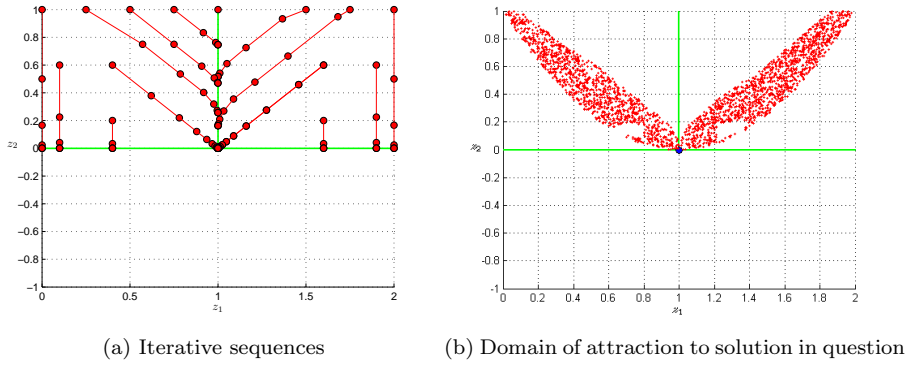 1
0.8
0.6
0.4
0.2
0
−0.2
−0.4
−0.6
−0.8
−1
z2
0 0.5 1 1.5 2
z1
1
0.8
0.6
0.4
0.2
0
0.2
0.4
0.6
0.8
-1
z2
0 0.2 0.4 0.6 0.8 1 1.2 1.4 1.6 1.8 2
z1
(a) Iterative sequences
(b) Domain of attraction to solution in question